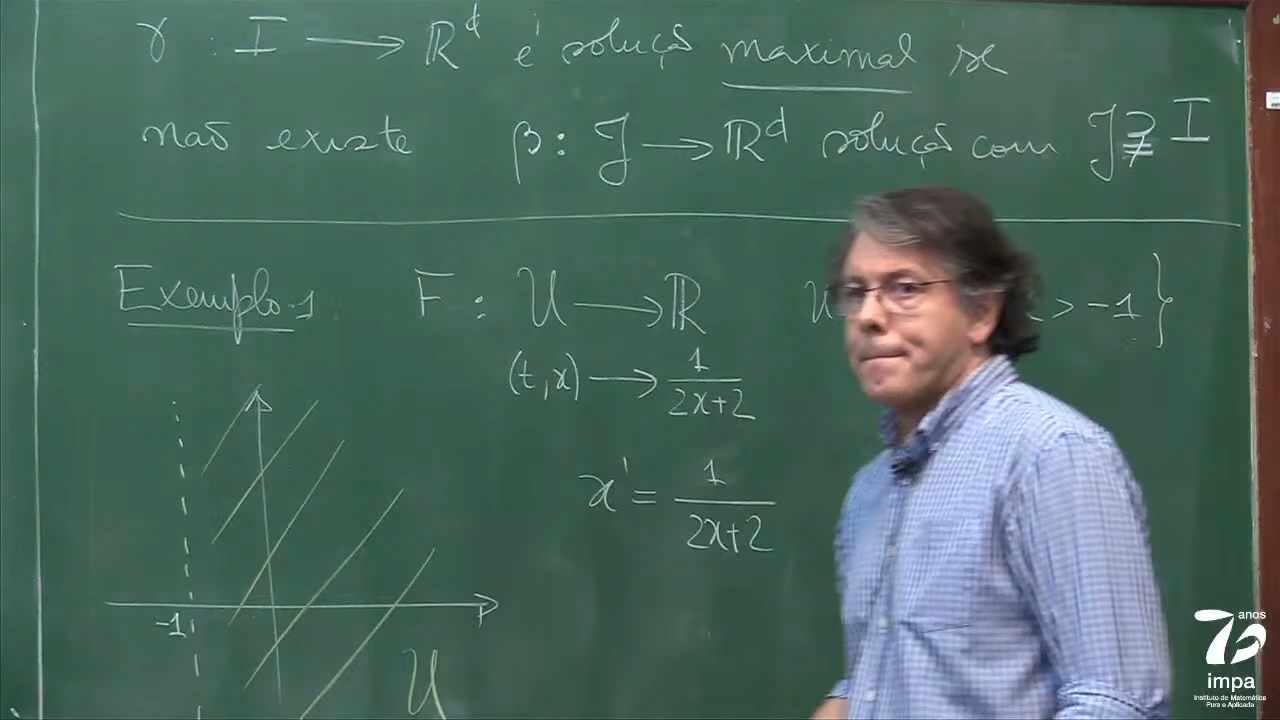 γ : I ⟶ ℝᵈ é solução maximal se
não existe β : J ⟶ ℝᵈ solução com J ⊋ I
Exemplo 1. F : U ⟶ ℝ U > -1 }
(t, x) ⟶ 1/(2x+2)
x' = 1/(2x+2)
-1
U
70 anos
impa
Instituto de Matemática
Pura e Aplicada